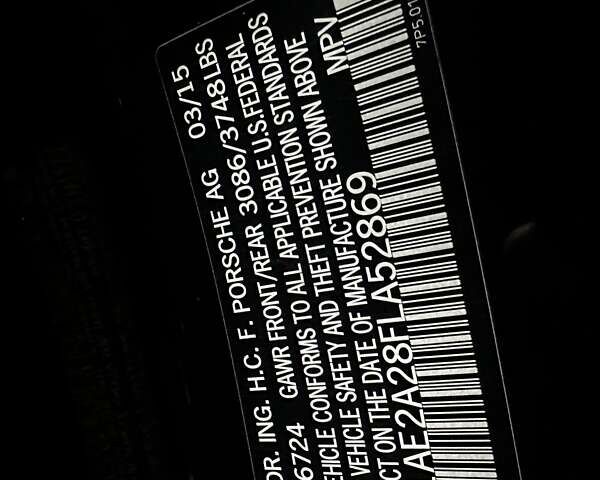 DR. ING. H.C. F. PORSCHE AG 03/15
6724 GAWR FRONT/REAR 3086/3748LBS
EHICLE CONFORMS TO ALL APPLICABLE U.S.FEDERAL
VEHICLE SAFETY AND THEFT PREVENTION STANDARDS
CT ON THE DATE OF MANUFACTURE SHOWN ABOVE
AE2A28FLA52869 MPV
7P5.01